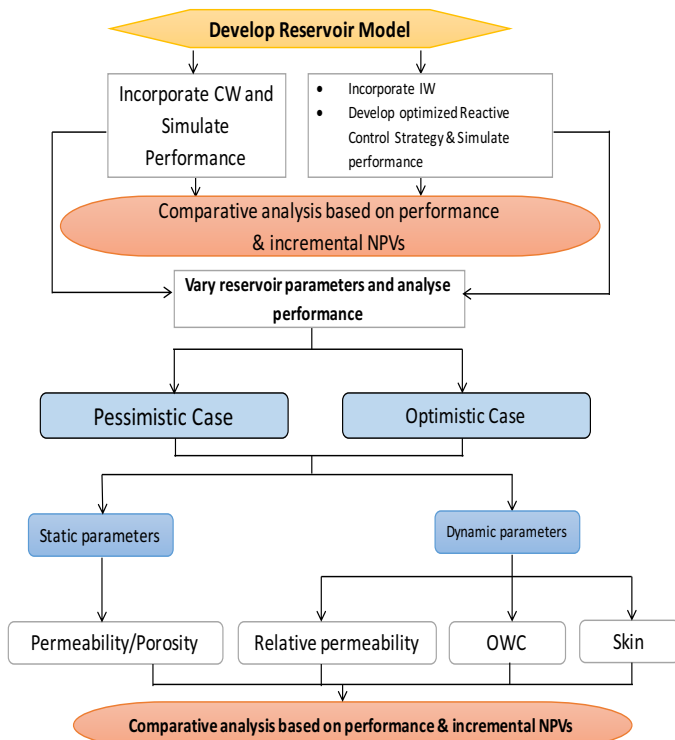 Develop Reservoir Model
Incorporate CW and
Simulate
Performance
• Incorporate IW
• Develop optimized Reactive
Control Strategy & Simulate
performance
Comparative analysis based on performance
& incremental NPVs
Vary reservoir parameters and analyse
performance
Pessimistic Case
Optimistic Case
Static parameters
Dynamic parameters
Permeability/Porosity
Relative permeability
OWC
Skin
Comparative analysis based on performance & incremental NPVs